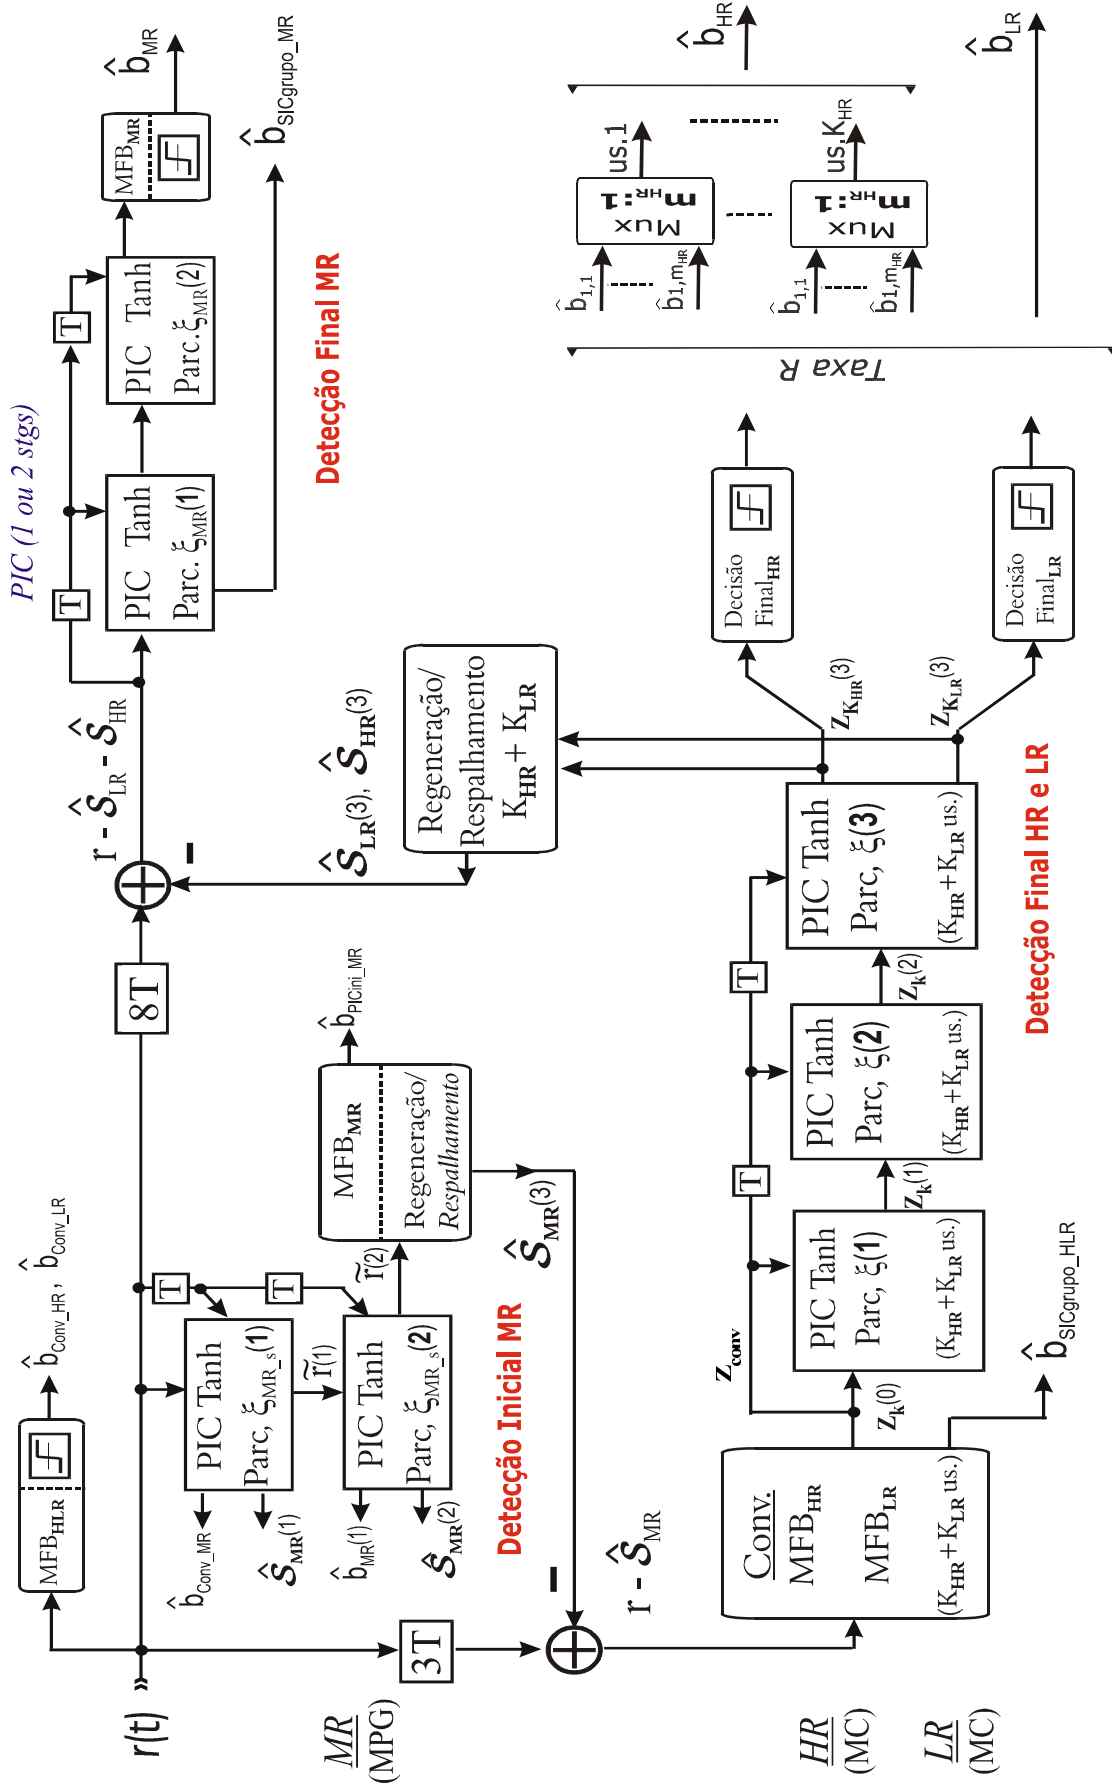 r(t)
MFB_HLR
b̂_Conv_HR, b̂_Conv_LR
8T
r - ŝ_LR - ŝ_HR
T
PIC (1 ou 2 stgs)
T
PIC Tanh
Parc. ξ_MR(1)
PIC Tanh
Parc.ξ_MR(2)
MFB_MR
b̂_MR
b̂_SICgrupo_MR
Detecção Final MR
MR
(MPG)
3T
T
T
PIC Tanh
Parc, ξ_MR_s(1)
b̂_Conv_MR
ŝ_MR(1)
r̃(1)
PIC Tanh
Parc, ξ_MR_s(2)
b̂_MR(1)
ŝ_MR(2)
r̃(2)
MFB_MR
Regeneração/
Respalhamento
b̂_PICini_MR
ŝ_MR(3)
Detecção Inicial MR
r - ŝ_MR
ŝ_LR(3), ŝ_HR(3)
Regeneração/
Respalhamento
K_HR + K_LR
HR
(MC)
LR
(MC)
Conv.
MFB_HR
MFB_LR
(K_HR+K_LR us.)
z_conv
z_k(0)
b̂_SICgrupo_HLR
PIC Tanh
Parc, ξ(1)
(K_HR+K_LR us.)
z_k(1)
T
PIC Tanh
Parc, ξ(2)
(K_HR+K_LR us.)
z_k(2)
T
PIC Tanh
Parc, ξ(3)
(K_HR+K_LR us.)
z_K_HR(3)
z_K_LR(3)
Detecção Final HR e LR
Decisão
Final_HR
Decisão
Final_LR
Taxa R
b̂_1,1
b̂_1,m_HR
Mux
m_HR:1
us.1
b̂_1,1
b̂_1,m_HR
Mux
m_HR:1
us.K_HR
b̂_HR
b̂_LR